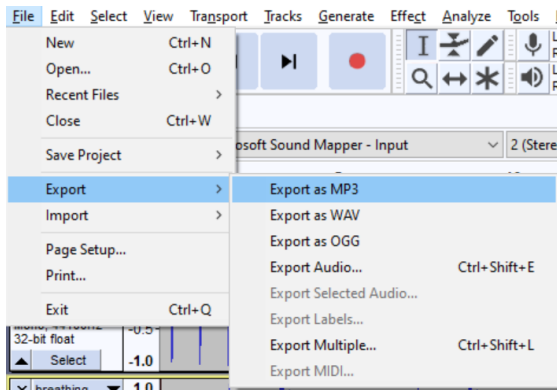 File Edit Select View Transport Tracks Generate Effect Analyze Tools
New Ctrl+N
Open... Ctrl+O
Recent Files >
Close Ctrl+W
Save Project >
osoft Sound Mapper - Input 2 (Stere
Export >
Import >
Page Setup...
Print...
Exit Ctrl+Q
Export as MP3
Export as WAV
Export as OGG
Export Audio... Ctrl+Shift+E
Export Selected Audio...
Export Labels...
Export Multiple... Ctrl+Shift+L
Export MIDI...
32-bit float
Select
-0.5
-1.0
breathing 1.0